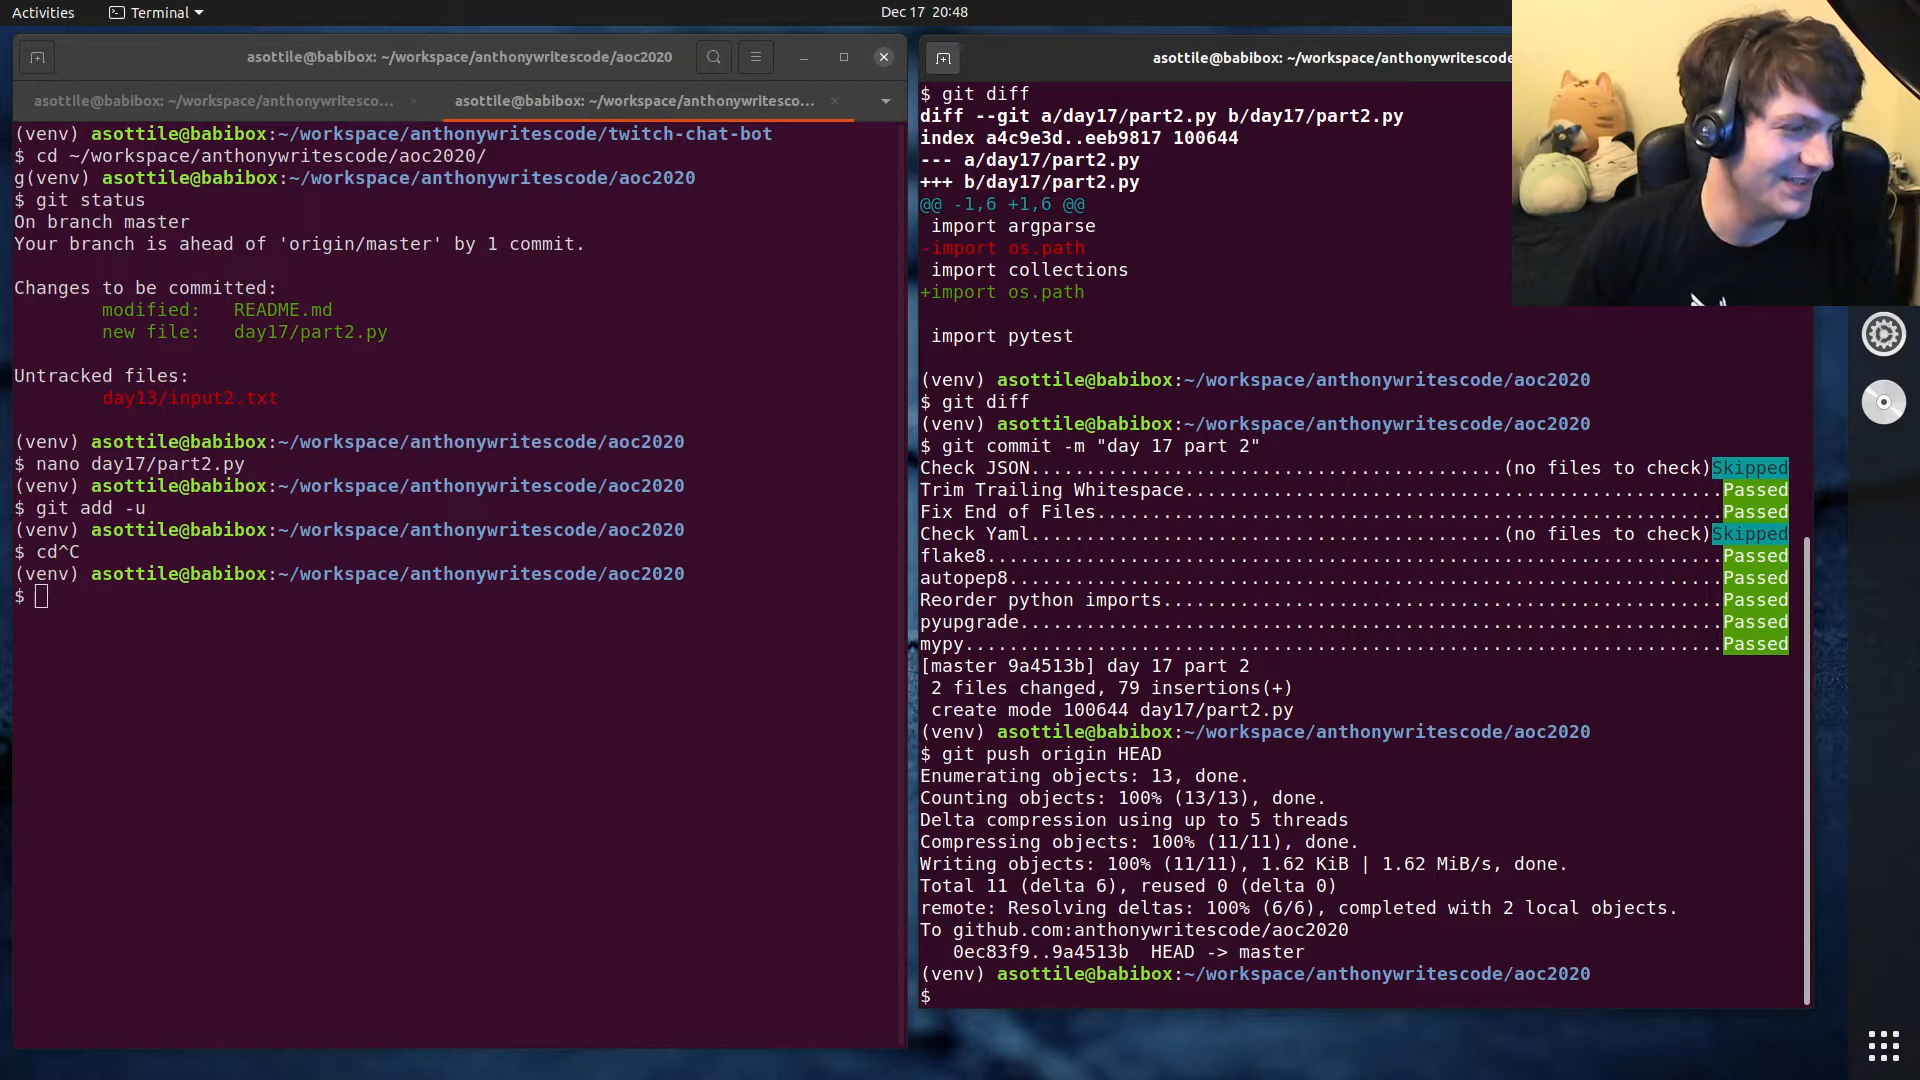 Activities
Terminal
Dec 17 20:48
asottile@babibox: ~/workspace/anthonywritescode/aoc2020
asottile@babibox: ~/workspace/anthonywritesco...
asottile@babibox: ~/workspace/anthonywritesco...
(venv) asottile@babibox:~/workspace/anthonywritescode/twitch-chat-bot
$ cd ~/workspace/anthonywritescode/aoc2020/
g(venv) asottile@babibox:~/workspace/anthonywritescode/aoc2020
$ git status
On branch master
Your branch is ahead of 'origin/master' by 1 commit.
Changes to be committed:
modified:   README.md
new file:   day17/part2.py
Untracked files:
day13/input2.txt
(venv) asottile@babibox:~/workspace/anthonywritescode/aoc2020
$ nano day17/part2.py
(venv) asottile@babibox:~/workspace/anthonywritescode/aoc2020
$ git add -u
(venv) asottile@babibox:~/workspace/anthonywritescode/aoc2020
$ cd^C
(venv) asottile@babibox:~/workspace/anthonywritescode/aoc2020
$
asottile@babibox: ~/workspace/anthonywritescode
$ git diff
diff --git a/day17/part2.py b/day17/part2.py
index a4c9e3d..eeb9817 100644
--- a/day17/part2.py
+++ b/day17/part2.py
@@ -1,6 +1,6 @@
 import argparse
-import os.path
 import collections
+import os.path
 import pytest
(venv) asottile@babibox:~/workspace/anthonywritescode/aoc2020
$ git diff
(venv) asottile@babibox:~/workspace/anthonywritescode/aoc2020
$ git commit -m "day 17 part 2"
Check JSON...........................................(no files to check)Skipped
Trim Trailing Whitespace.................................................Passed
Fix End of Files.........................................................Passed
Check Yaml...........................................(no files to check)Skipped
flake8...................................................................Passed
autopep8.................................................................Passed
Reorder python imports...................................................Passed
pyupgrade................................................................Passed
mypy.....................................................................Passed
[master 9a4513b] day 17 part 2
 2 files changed, 79 insertions(+)
 create mode 100644 day17/part2.py
(venv) asottile@babibox:~/workspace/anthonywritescode/aoc2020
$ git push origin HEAD
Enumerating objects: 13, done.
Counting objects: 100% (13/13), done.
Delta compression using up to 5 threads
Compressing objects: 100% (11/11), done.
Writing objects: 100% (11/11), 1.62 KiB | 1.62 MiB/s, done.
Total 11 (delta 6), reused 0 (delta 0)
remote: Resolving deltas: 100% (6/6), completed with 2 local objects.
To github.com:anthonywritescode/aoc2020
   0ec83f9..9a4513b  HEAD -> master
(venv) asottile@babibox:~/workspace/anthonywritescode/aoc2020
$